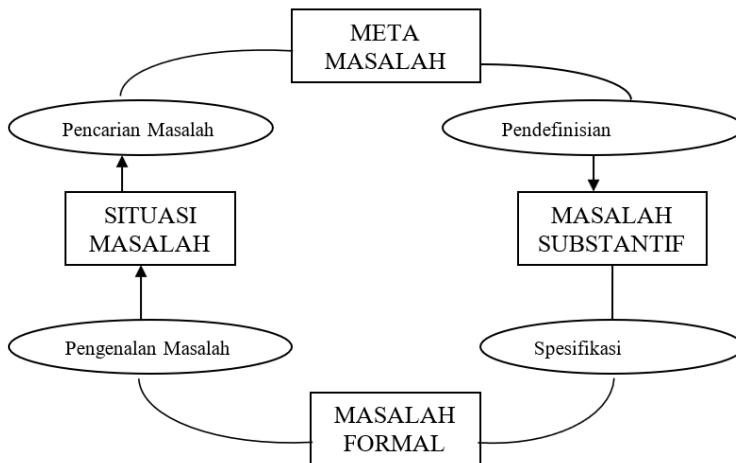 META
MASALAH
Pencarian Masalah
Pendefinisian
SITUASI
MASALAH
MASALAH
SUBSTANTIF
Pengenalan Masalah
Spesifikasi
MASALAH
FORMAL